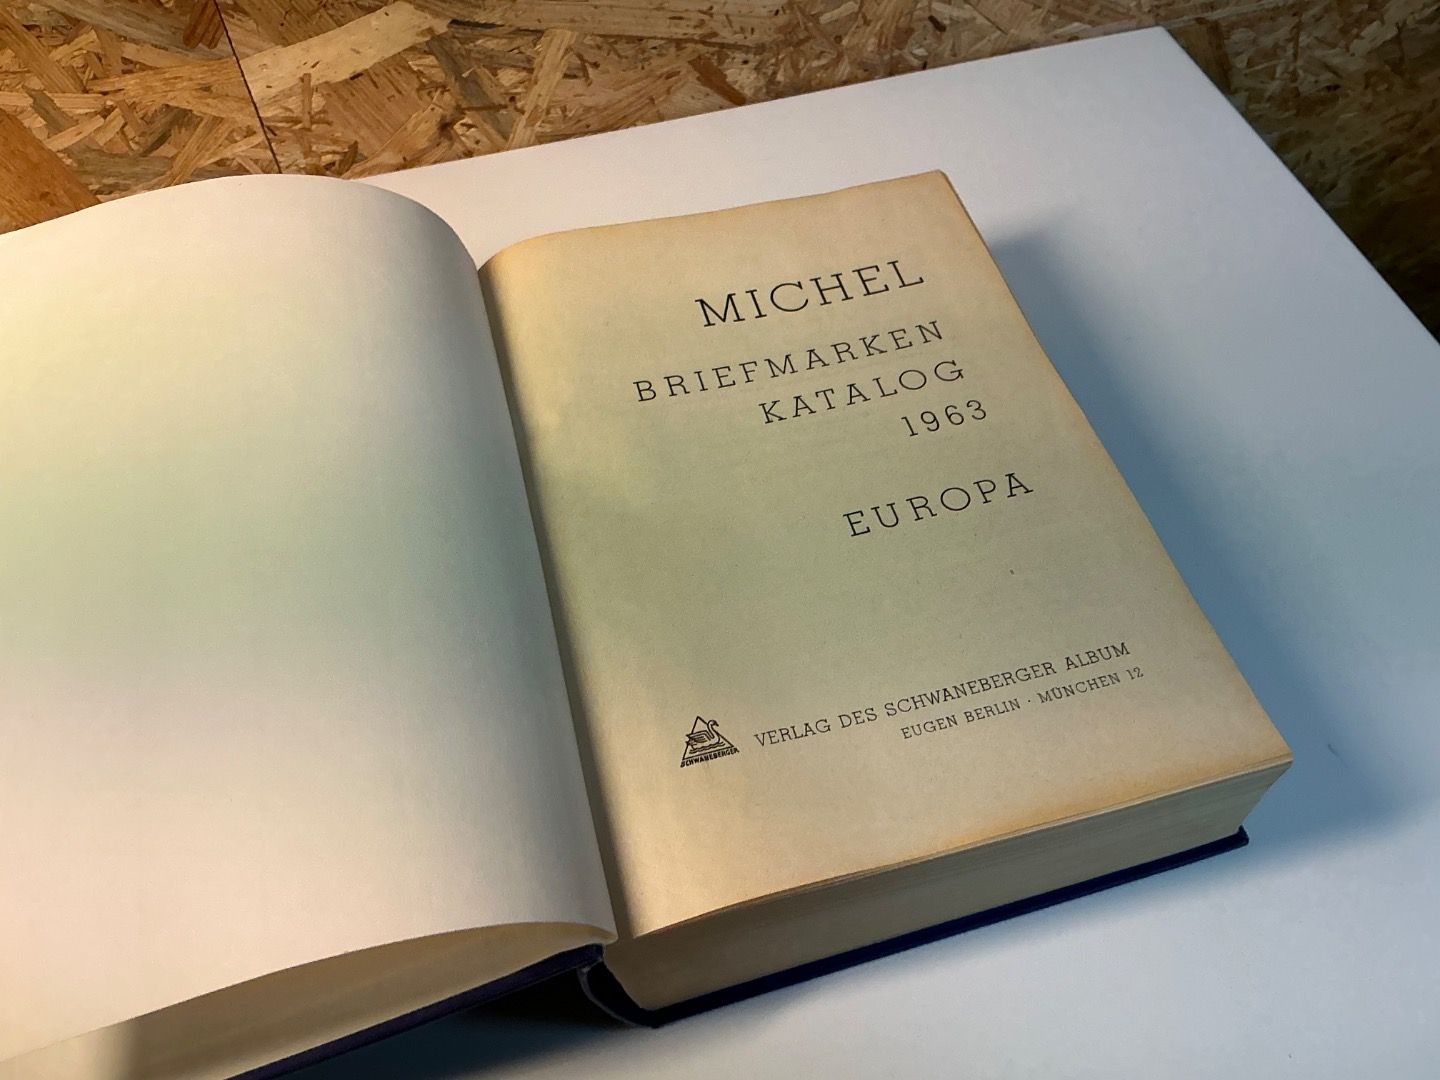 MICHEL
BRIEFMARKEN
KATALOG
1963
EUROPA
SCHWANEBERGER
VERLAG DES SCHWANEBERGER ALBUM
EUGEN BERLIN · MÜNCHEN 12